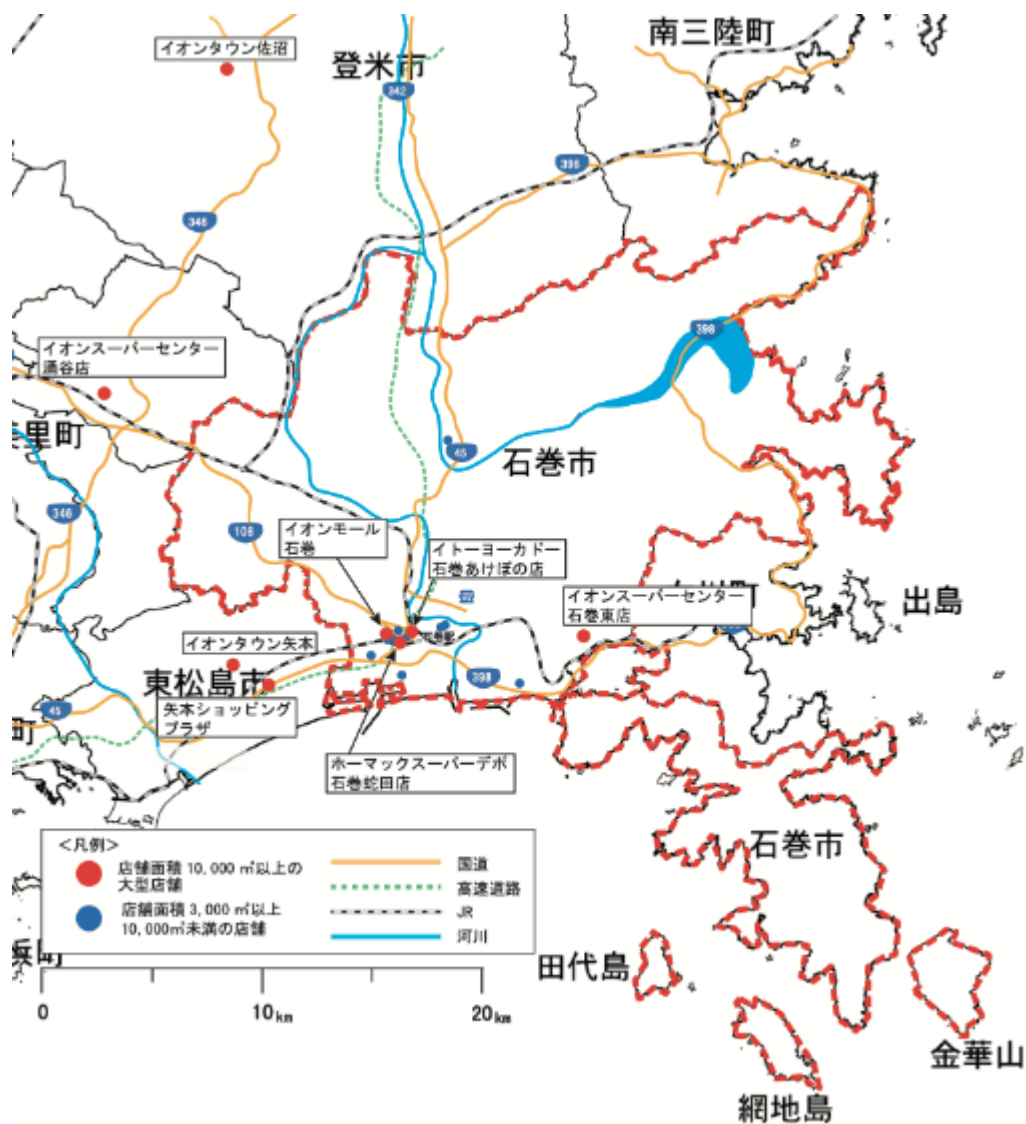 イオンタウン佐沼
登米市
南三陸町
342
398
346
398
イオンスーパーセンター
涌谷店
里町
45
石巻市
346
108
イオンモール
石巻
イトーヨーカドー
石巻あけぼの店
イオンスーパーセンター
石巻東店
出島
イオンタウン矢本
東松島市
398
矢本ショッピング
プラザ
45
町
ホーマックスーパーデポ
石巻蛇田店
<凡例>
店舗面積 10,000 ㎡以上の
大型店舗
店舗面積 3,000 ㎡以上
10,000㎡未満の店舗
国道
高速道路
JR
河川
石巻市
浜町
田代島
0
10km
20km
金華山
網地島